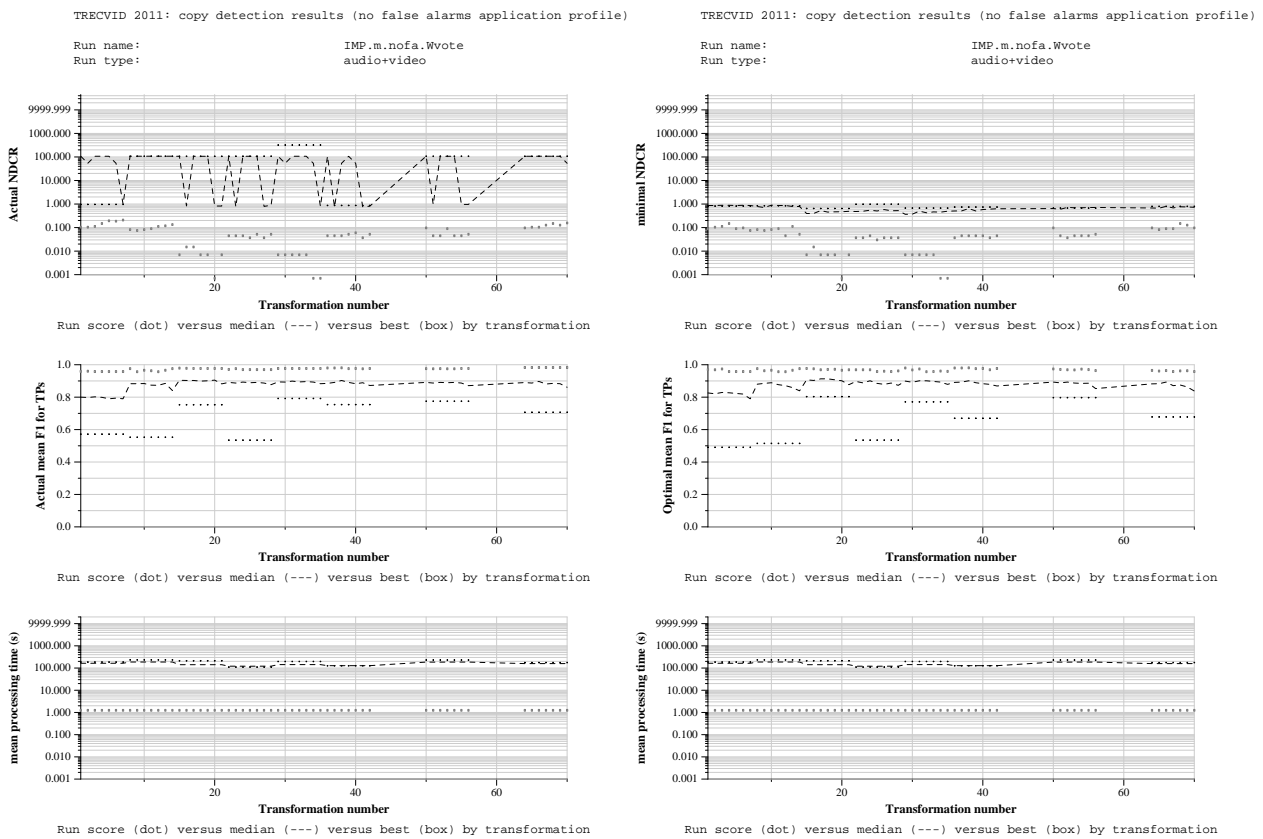 TRECVID 2011: copy detection results (no false alarms application profile)
Run name: IMP.m.nofa.Wvote
Run type: audio+video
9999.999
1000.000
100.000
10.000
1.000
0.100
0.010
0.001
Actual NDCR
20 40 60
Transformation number
Run score (dot) versus median (---) versus best (box) by transformation
1.0
0.8
0.6
0.4
0.2
0.0
Actual mean F1 for TPs
20 40 60
Transformation number
Run score (dot) versus median (---) versus best (box) by transformation
9999.999
1000.000
100.000
10.000
1.000
0.100
0.010
0.001
mean processing time (s)
20 40 60
Transformation number
Run score (dot) versus median (---) versus best (box) by transformation
TRECVID 2011: copy detection results (no false alarms application profile)
Run name: IMP.m.nofa.Wvote
Run type: audio+video
9999.999
1000.000
100.000
10.000
1.000
0.100
0.010
0.001
minimal NDCR
20 40 60
Transformation number
Run score (dot) versus median (---) versus best (box) by transformation
1.0
0.8
0.6
0.4
0.2
0.0
Optimal mean F1 for TPs
20 40 60
Transformation number
Run score (dot) versus median (---) versus best (box) by transformation
9999.999
1000.000
100.000
10.000
1.000
0.100
0.010
0.001
mean processing time (s)
20 40 60
Transformation number
Run score (dot) versus median (---) versus best (box) by transformation